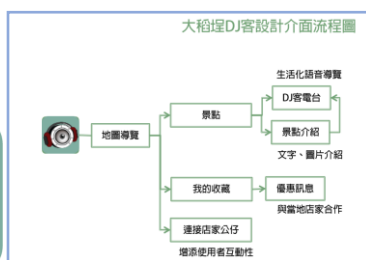 大稻埕DJ客設計介面流程圖
生活化語音導覽
DJ客電台
景點
地圖導覽
景點介紹
文字、圖片介紹
我的收藏
優惠訊息
與當地店家合作
連接店家公仔
增添使用者互動性